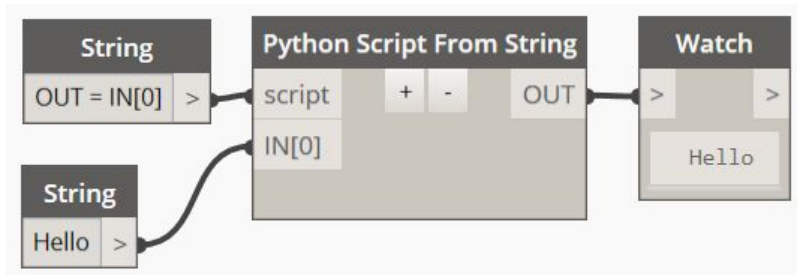 String
OUT = IN[0] >
Python Script From String
script + - OUT
IN[0]
Watch
> >
Hello
String
Hello >